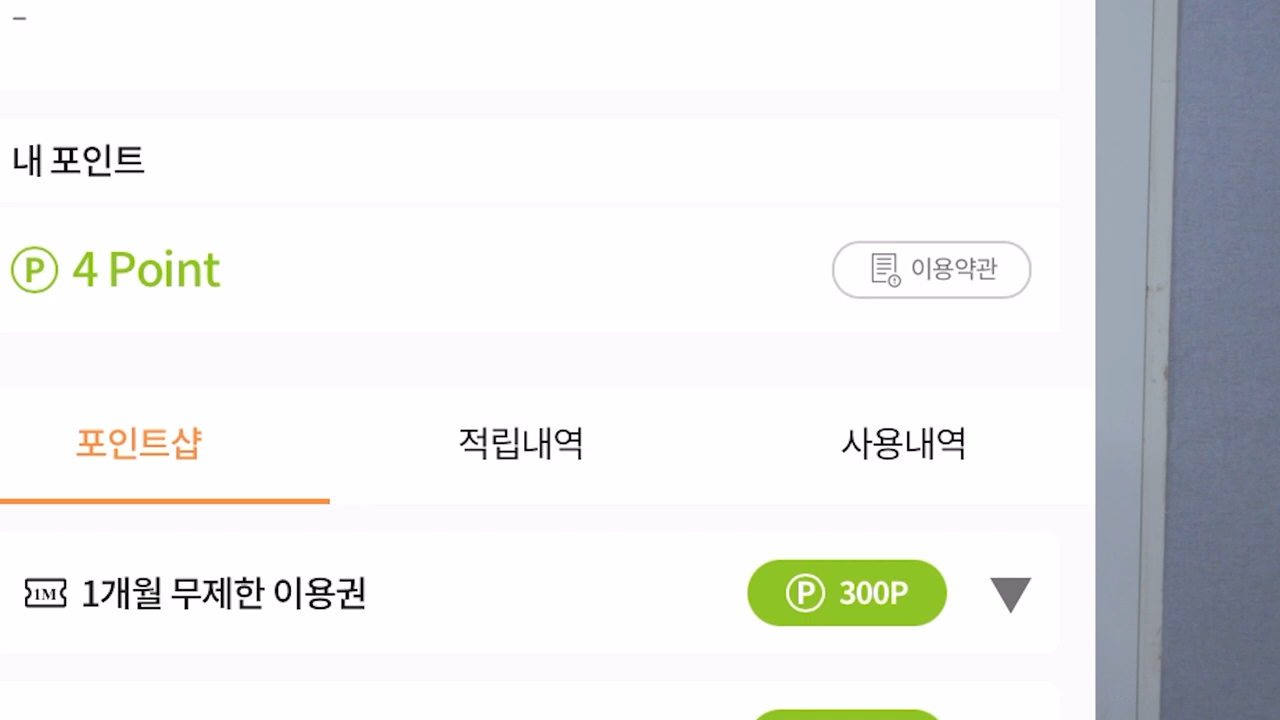 -
내 포인트
P 4 Point
이용약관
포인트샵 적립내역 사용내역
1M 1개월 무제한 이용권 P 300P